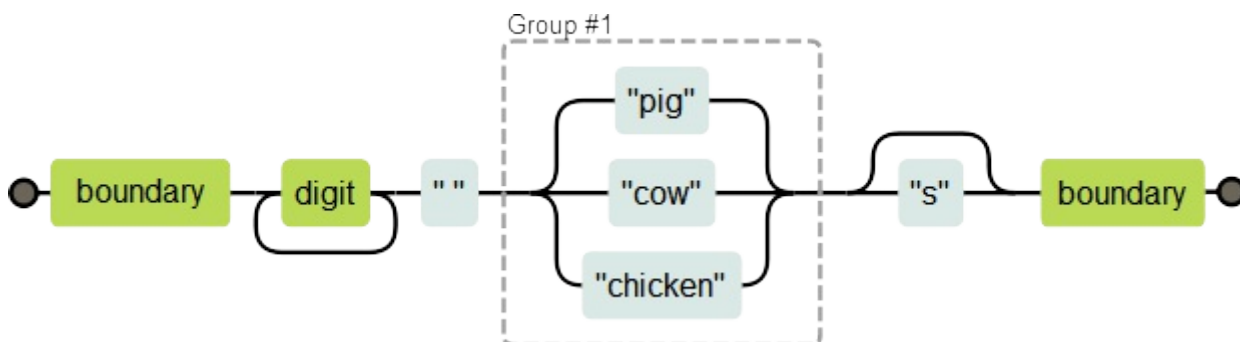 Group #1
"pig"
boundary digit " " "cow" "s" boundary
"chicken"